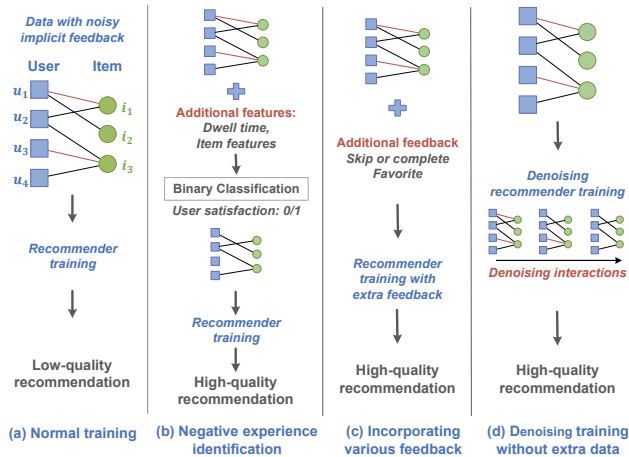 Data with noisy
implicit feedback
User
Item
u1
u2
u3
u4
i1
i2
i3
Recommender
training
Low-quality
recommendation
(a) Normal training
Additional features:
Dwell time,
Item features
Binary Classification
User satisfaction: 0/1
Recommender
training
High-quality
recommendation
(b) Negative experience
identification
Additional feedback
Skip or complete
Favorite
Recommender
training with
extra feedback
High-quality
recommendation
(c) Incorporating
various feedback
Denoising
recommender training
Denoising interactions
High-quality
recommendation
(d) Denoising training
without extra data